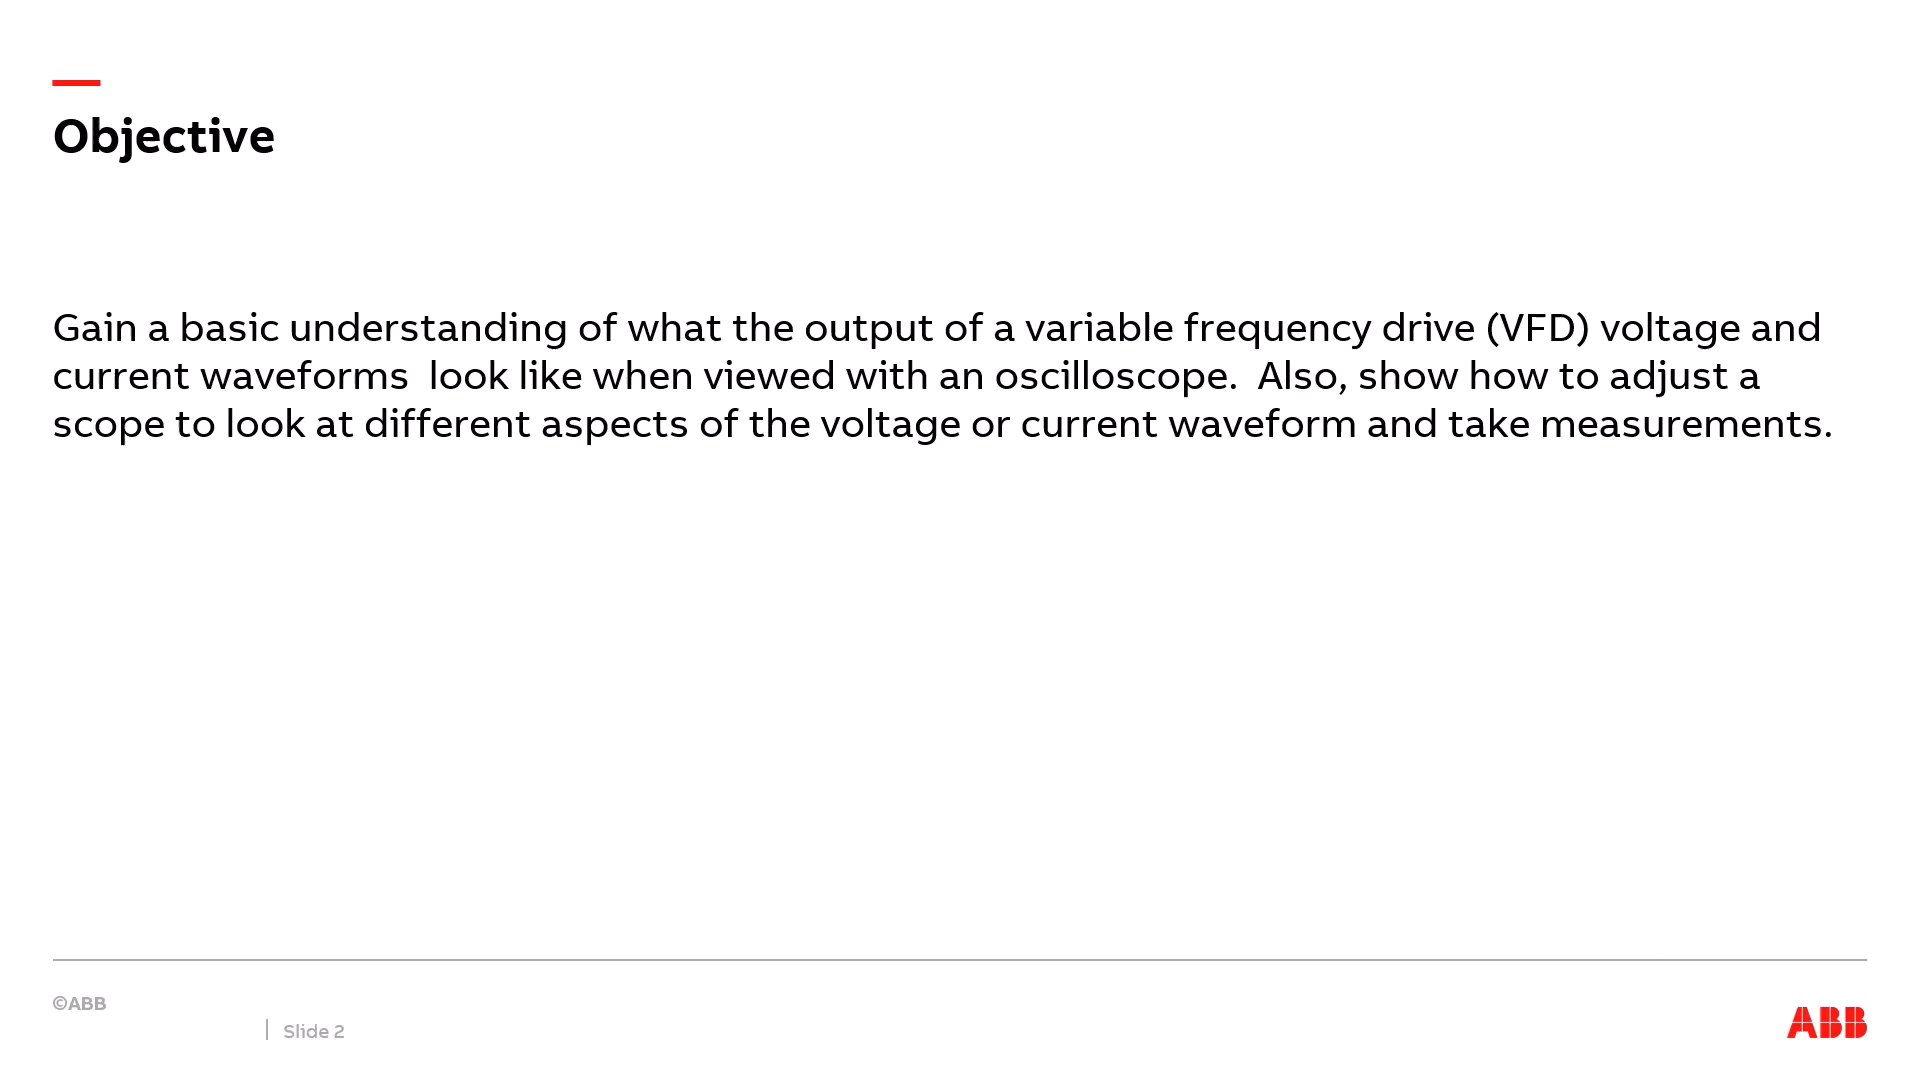 Objective
Gain a basic understanding of what the output of a variable frequency drive (VFD) voltage and
current waveforms  look like when viewed with an oscilloscope.  Also, show how to adjust a
scope to look at different aspects of the voltage or current waveform and take measurements.
©ABB
Slide 2
ABB